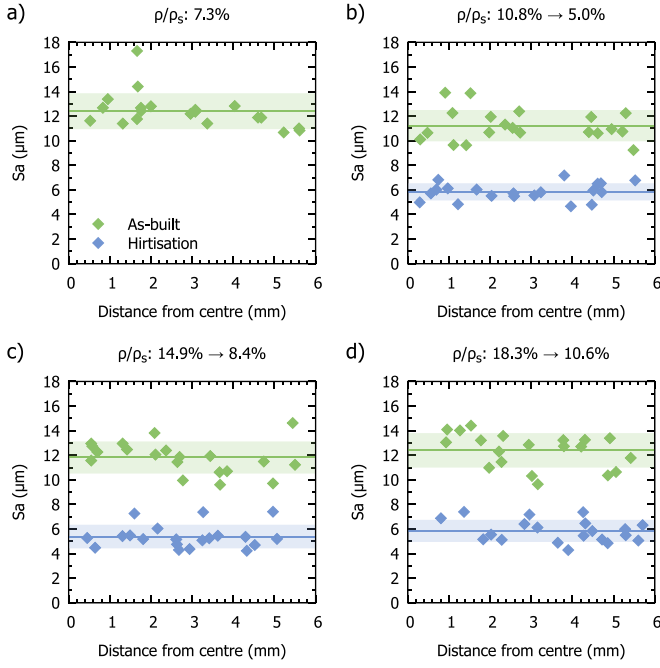 a) ρ/ρs: 7.3%
18
16
14
12
10
8
6
4
2
0
Sa (µm)
As-built
Hirtisation
0 1 2 3 4 5 6
Distance from centre (mm)
b) ρ/ρs: 10.8% → 5.0%
18
16
14
12
10
8
6
4
2
0
Sa (µm)
0 1 2 3 4 5 6
Distance from centre (mm)
c) ρ/ρs: 14.9% → 8.4%
18
16
14
12
10
8
6
4
2
0
Sa (µm)
0 1 2 3 4 5 6
Distance from centre (mm)
d) ρ/ρs: 18.3% → 10.6%
18
16
14
12
10
8
6
4
2
0
Sa (µm)
0 1 2 3 4 5 6
Distance from centre (mm)